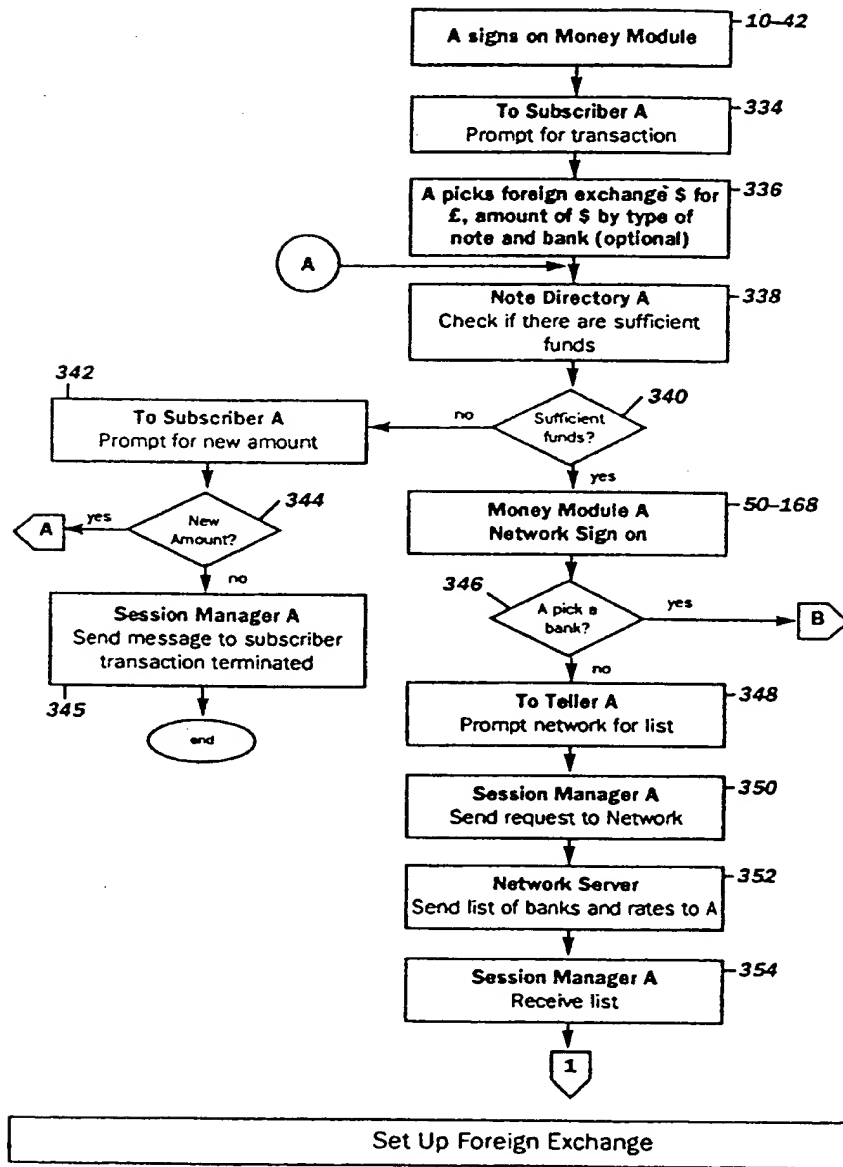 A signs on Money Module
10-42
To Subscriber A
Prompt for transaction
334
A picks foreign exchange $ for
£, amount of $ by type of
note and bank (optional)
336
A
Note Directory A
Check if there are sufficient
funds
338
342
To Subscriber A
Prompt for new amount
no
Sufficient
funds?
340
yes
A
yes
New
Amount?
344
no
Money Module A
Network Sign on
50-168
Session Manager A
Send message to subscriber
transaction terminated
345
end
346
A pick a
bank?
yes
B
no
To Teller A
Prompt network for list
348
Session Manager A
Send request to Network
350
Network Server
Send list of banks and rates to A
352
Session Manager A
Receive list
354
1
Set Up Foreign Exchange